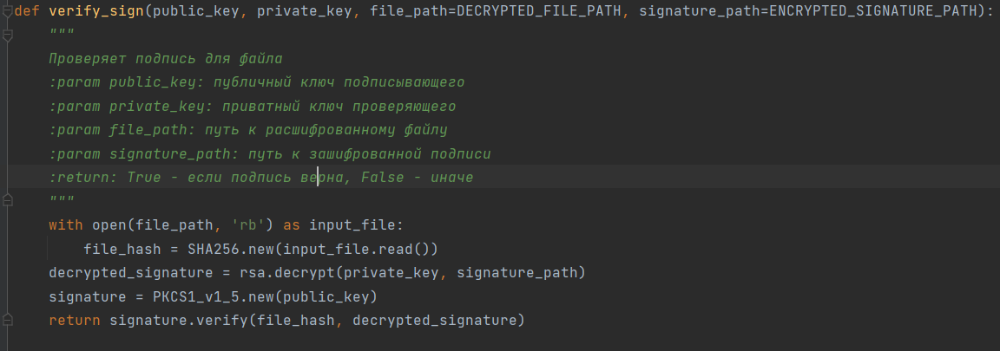 def verify_sign(public_key, private_key, file_path=DECRYPTED_FILE_PATH, signature_path=ENCRYPTED_SIGNATURE_PATH):
    """
    Проверяет подпись для файла
    :param public_key: публичный ключ подписывающего
    :param private_key: приватный ключ проверяющего
    :param file_path: путь к расшифрованному файлу
    :param signature_path: путь к зашифрованной подписи
    :return: True - если подпись верна, False - иначе
    """
    with open(file_path, 'rb') as input_file:
        file_hash = SHA256.new(input_file.read())
    decrypted_signature = rsa.decrypt(private_key, signature_path)
    signature = PKCS1_v1_5.new(public_key)
    return signature.verify(file_hash, decrypted_signature)